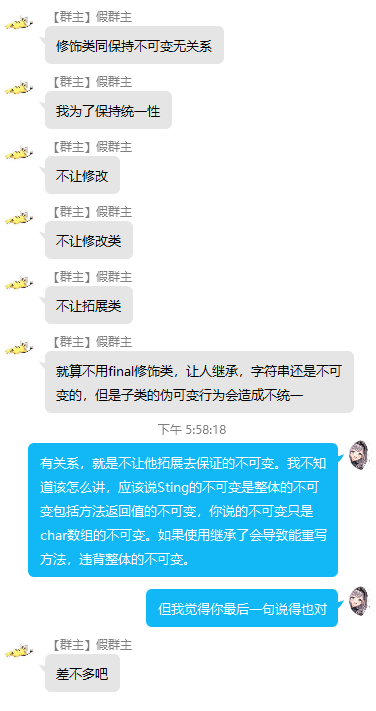 【群主】假群主
修饰类同保持不可变无关系
【群主】假群主
我为了保持统一性
【群主】假群主
不让修改
【群主】假群主
不让修改类
【群主】假群主
不让拓展类
【群主】假群主
就算不用final修饰类，让人继承，字符串还是不可
变的，但是子类的伪可变行为会造成不统一
下午 5:58:18
有关系，就是不让他拓展去保证的不可变。我不知
道该怎么讲，应该说Sting的不可变是整体的不可
变包括方法返回值的不可变，你说的不可变只是
char数组的不可变。如果使用继承了会导致能重写
方法，违背整体的不可变。
但我觉得你最后一句说得也对
【群主】假群主
差不多吧